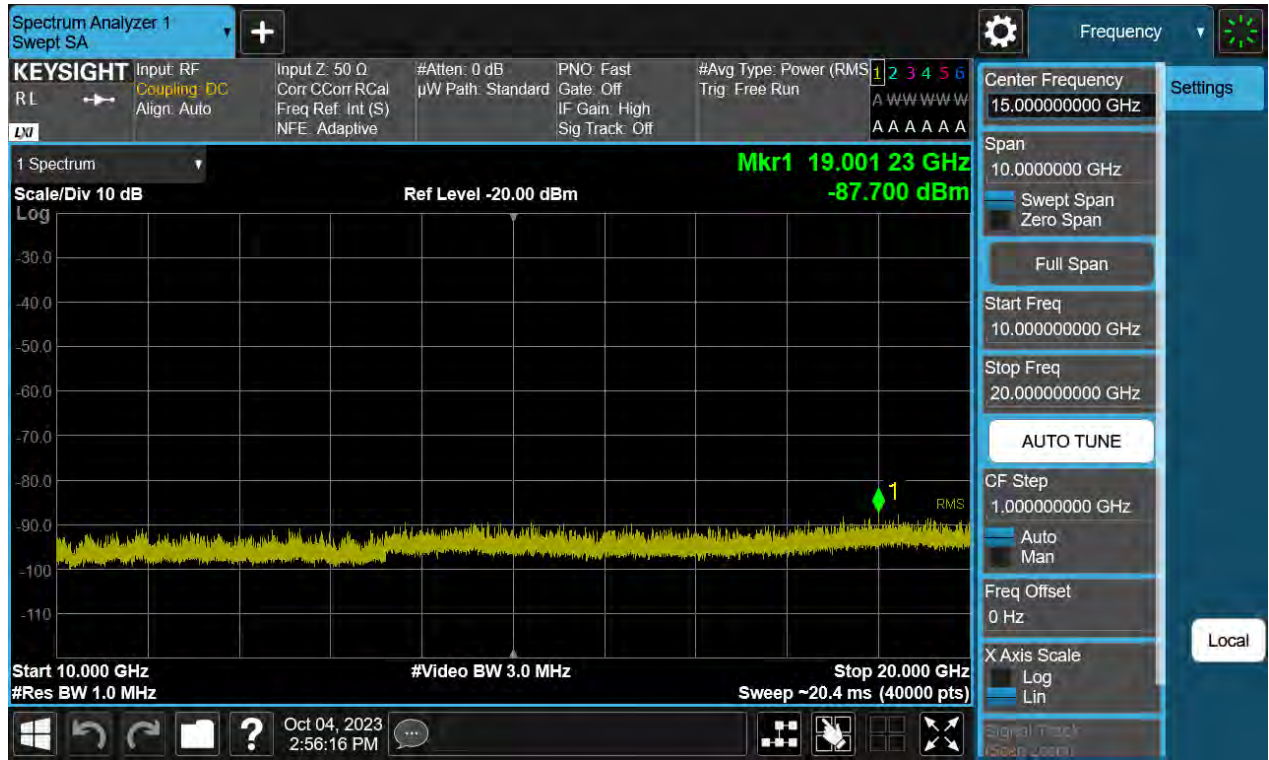 Spectrum Analyzer 1
Swept SA
Frequency
KEYSIGHT
RL
LXI
Input: RF
Coupling: DC
Align: Auto
Input Z: 50 Ω
Corr CCorr RCal
Freq Ref: Int (S)
NFE: Adaptive
#Atten: 0 dB
µW Path: Standard
PNO: Fast
Gate: Off
IF Gain: High
Sig Track: Off
#Avg Type: Power (RMS
Trig: Free Run
1 2 3 4 5 6
A W W W W W
A A A A A A
1 Spectrum
Scale/Div 10 dB
Log
Ref Level -20.00 dBm
Mkr1 19.001 23 GHz
-87.700 dBm
-30.0
-40.0
-50.0
-60.0
-70.0
-80.0
-90.0
-100
-110
1
RMS
Start 10.000 GHz
#Res BW 1.0 MHz
#Video BW 3.0 MHz
Stop 20.000 GHz
Sweep ~20.4 ms (40000 pts)
Center Frequency
15.000000000 GHz
Settings
Span
10.0000000 GHz
Swept Span
Zero Span
Full Span
Start Freq
10.000000000 GHz
Stop Freq
20.000000000 GHz
AUTO TUNE
CF Step
1.000000000 GHz
Auto
Man
Freq Offset
0 Hz
X Axis Scale
Log
Lin
Signal Track
(Span Zoom)
Local
?
Oct 04, 2023
2:56:16 PM